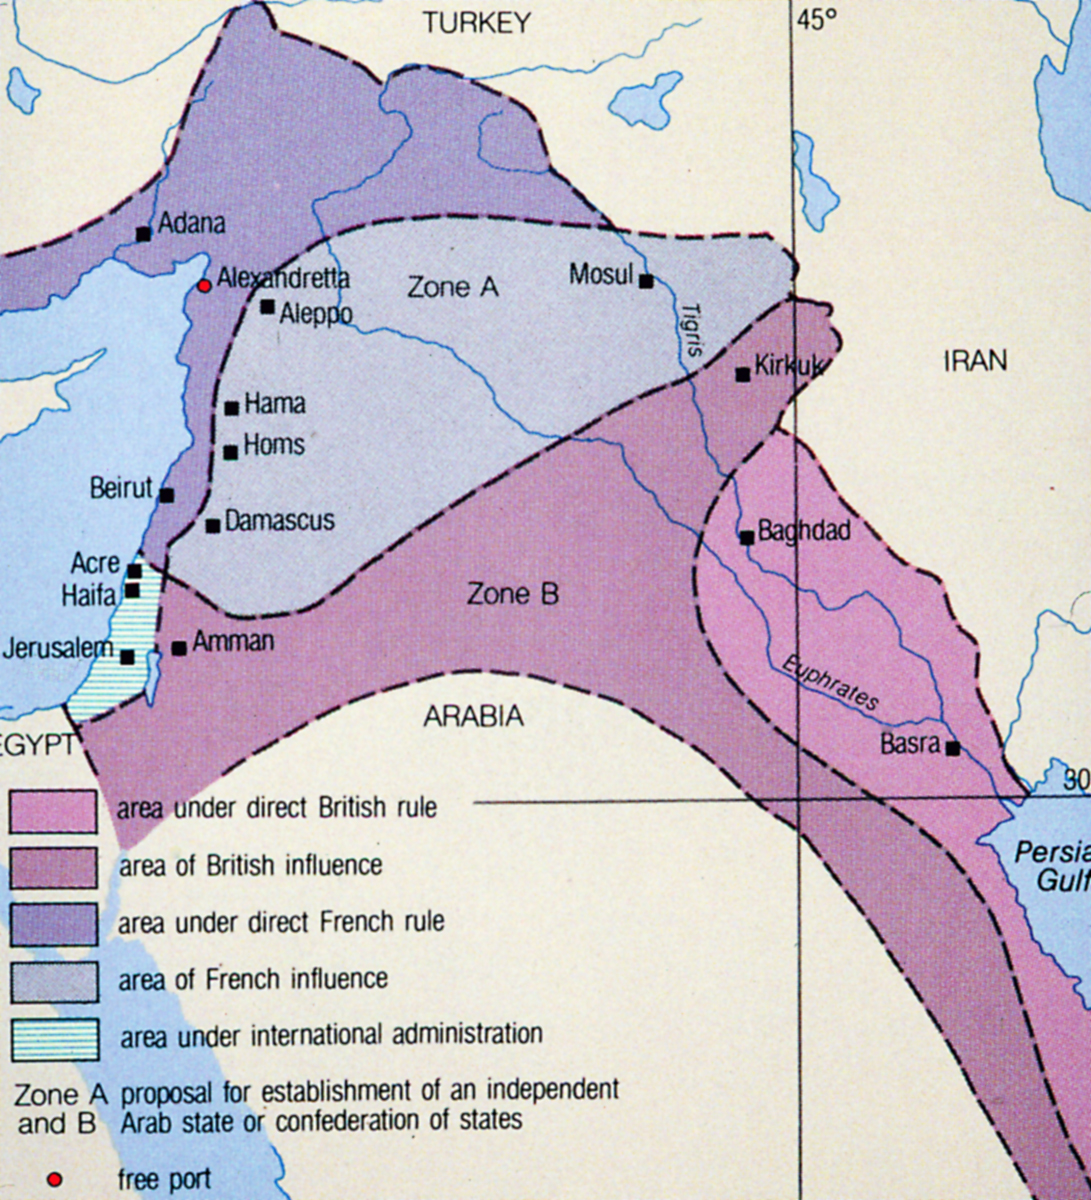 TURKEY
45°
Adana
Alexandretta
Zone A
Mosul
Aleppo
Tigris
Kirkuk
IRAN
Hama
Homs
Beirut
Damascus
Baghdad
Acre
Haifa
Zone B
Jerusalem
Amman
Euphrates
ARABIA
EGYPT
Basra
30
area under direct British rule
Persia
Gulf
area of British influence
area under direct French rule
area of French influence
area under international administration
Zone A proposal for establishment of an independent
and B Arab state or confederation of states
free port